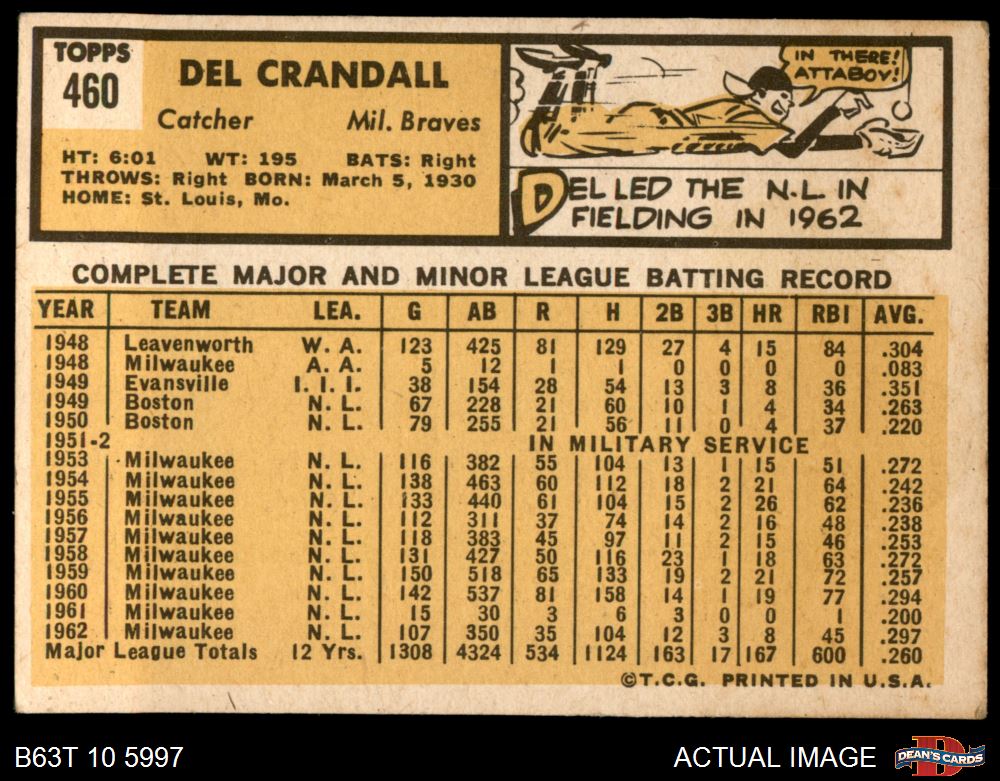 TOPPS
460
DEL CRANDALL
Catcher Mil. Braves
HT: 6:01 WT: 195 BATS: Right
THROWS: Right BORN: March 5, 1930
HOME: St. Louis, Mo.
IN THERE!
ATTABOY!
DEL LED THE N.L. IN
FIELDING IN 1962
COMPLETE MAJOR AND MINOR LEAGUE BATTING RECORD
YEAR TEAM LEA. G AB R H 2B 3B HR RBI AVG.
1948 Leavenworth W. A. 123 425 81 129 27 4 15 84 .304
1948 Milwaukee A. A. 5 12 1 1 0 0 0 0 .083
1949 Evansville I. I. I. 38 154 28 54 13 3 8 36 .351
1949 Boston N. L. 67 228 21 60 10 1 4 34 .263
1950 Boston N. L. 79 255 21 56 11 0 4 37 .220
1951-2 IN MILITARY SERVICE
1953 Milwaukee N. L. 116 382 55 104 13 1 15 51 .272
1954 Milwaukee N. L. 138 463 60 112 18 2 21 64 .242
1955 Milwaukee N. L. 133 440 61 104 15 2 26 62 .236
1956 Milwaukee N. L. 112 311 37 74 14 2 16 48 .238
1957 Milwaukee N. L. 118 383 45 97 11 2 15 46 .253
1958 Milwaukee N. L. 131 427 50 116 23 1 18 63 .272
1959 Milwaukee N. L. 150 518 65 133 19 2 21 72 .257
1960 Milwaukee N. L. 142 537 81 158 14 1 19 77 .294
1961 Milwaukee N. L. 15 30 3 6 3 0 0 1 .200
1962 Milwaukee N. L. 107 350 35 104 12 3 8 45 .297
Major League Totals 12 Yrs. 1308 4324 534 1124 163 17 167 600 .260
©T.C.G. PRINTED IN U.S.A.
B63T 10 5997 ACTUAL IMAGE
DEAN'S CARDS